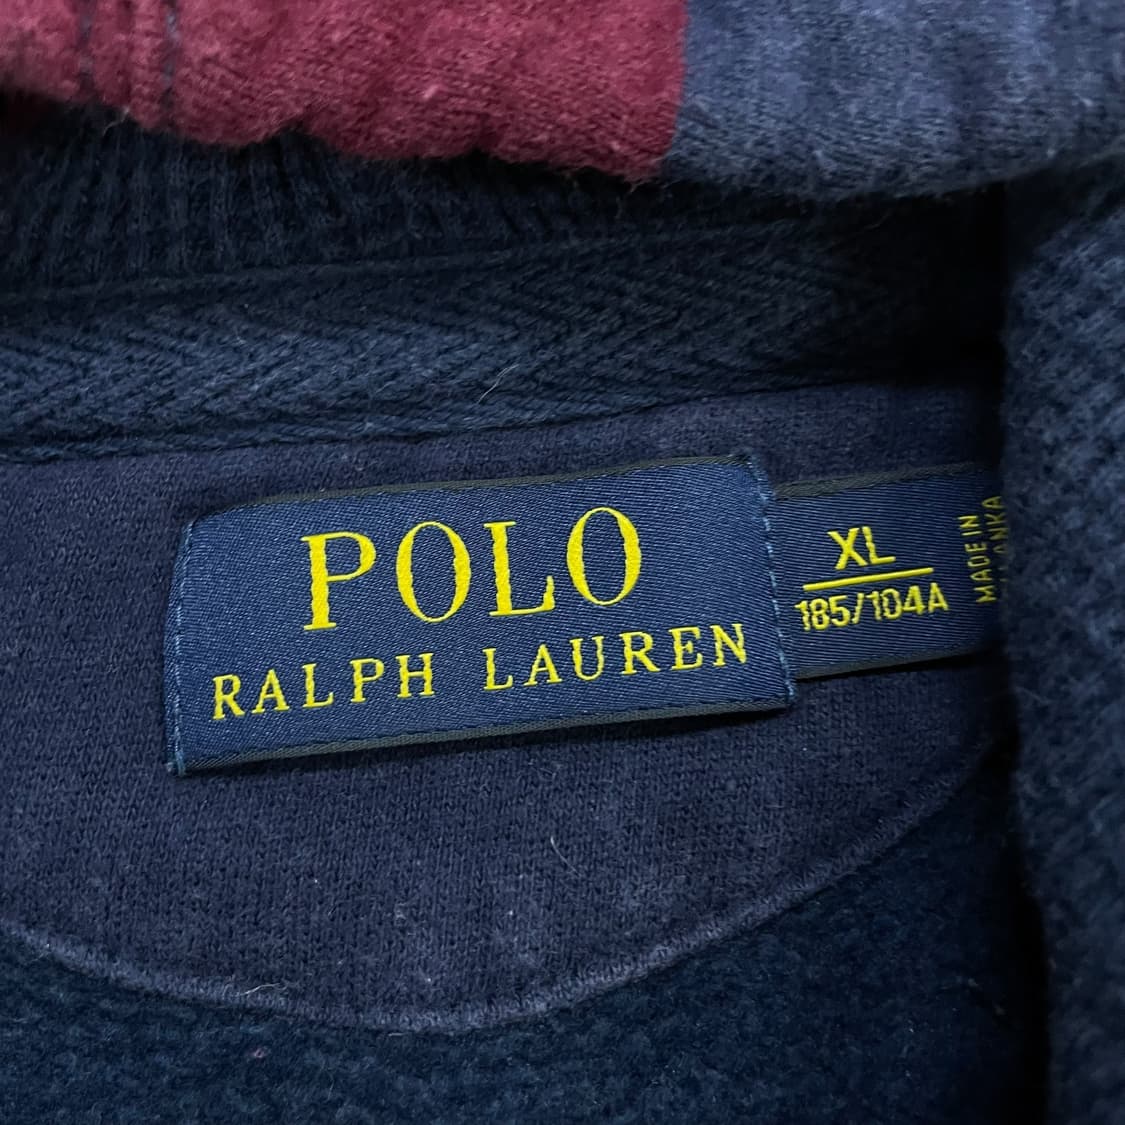 POLO
RALPH LAUREN
XL
185/104A
MADE IN